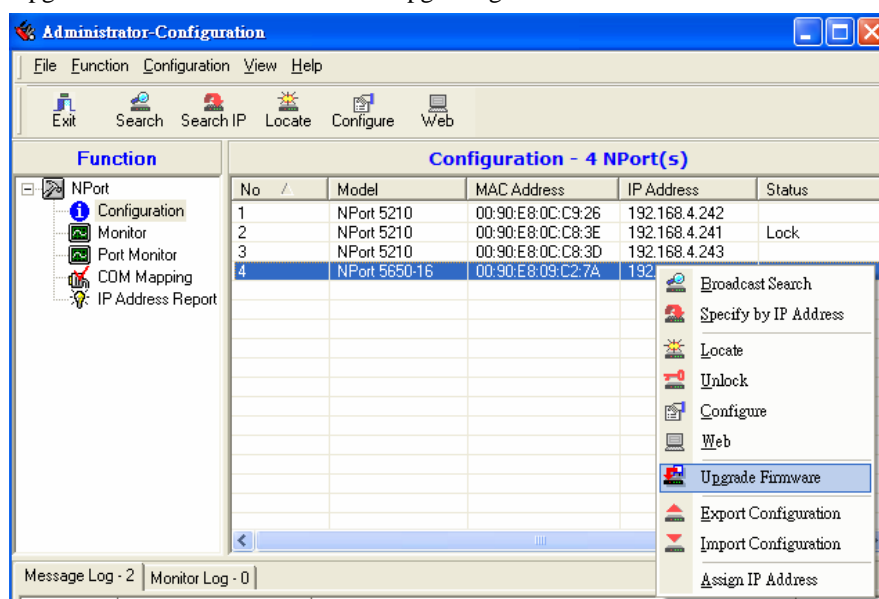 Administrator-Configuration
File Function Configuration View Help
Exit Search Search IP Locate Configure Web
Function
Configuration - 4 NPort(s)
NPort
Configuration
Monitor
Port Monitor
COM Mapping
IP Address Report
No Model MAC Address IP Address Status
1 NPort 5210 00:90:E8:0C:C9:26 192.168.4.242
2 NPort 5210 00:90:E8:0C:C8:3E 192.168.4.241 Lock
3 NPort 5210 00:90:E8:0C:C8:3D 192.168.4.243
4 NPort 5650-16 00:90:E8:09:C2:7A 192.
Broadcast Search
Specify by IP Address
Locate
Unlock
Configure
Web
Upgrade Firmware
Export Configuration
Import Configuration
Assign IP Address
Message Log - 2 Monitor Log - 0